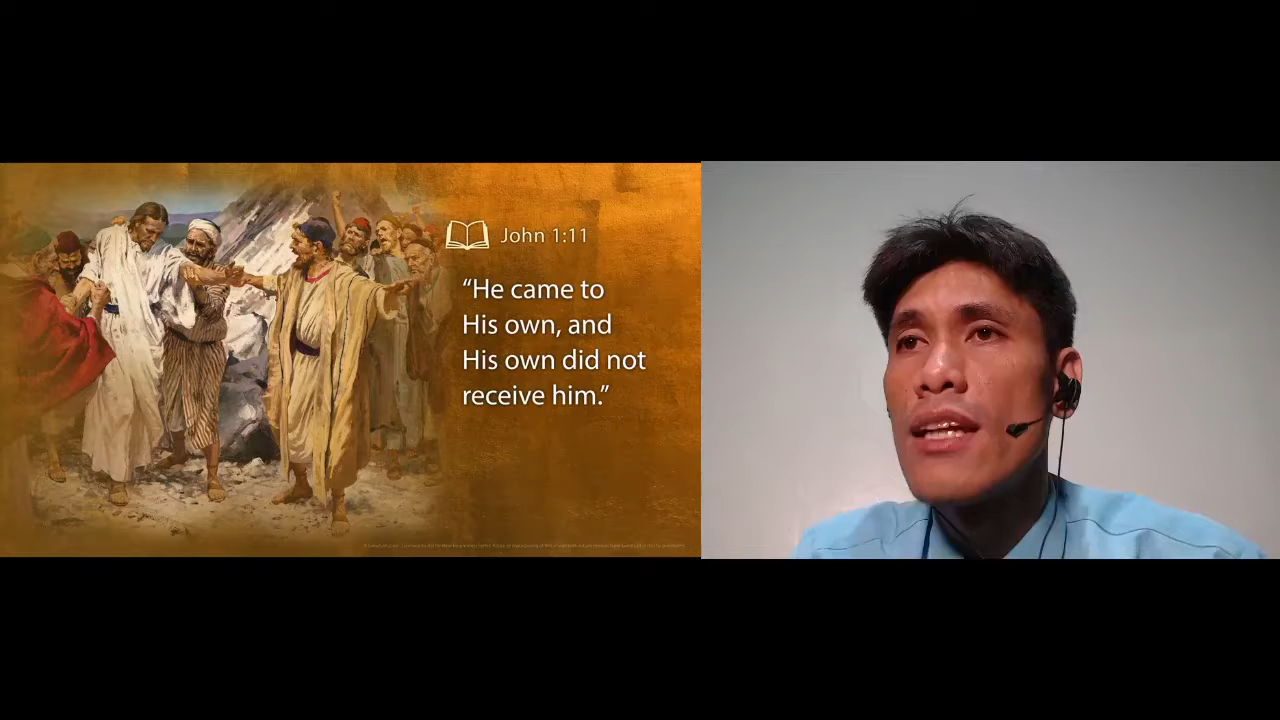 John 1:11
“He came to
His own, and
His own did not
receive him.”